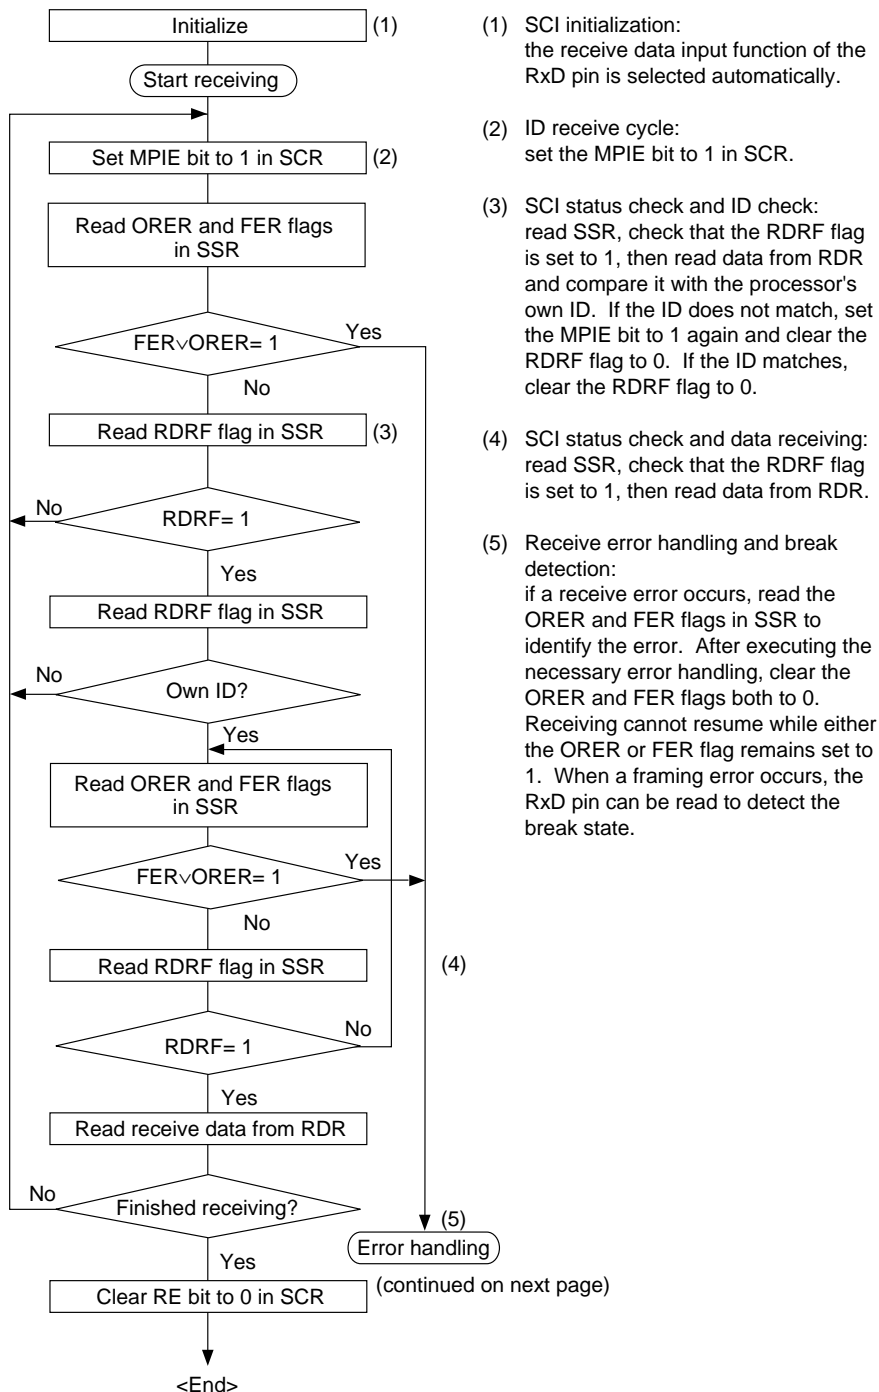 Initialize
(1)
Start receiving
Set MPIE bit to 1 in SCR
(2)
Read ORER and FER flags
in SSR
FER∨ORER= 1
Yes
No
Read RDRF flag in SSR
(3)
No
RDRF= 1
Yes
Read RDRF flag in SSR
No
Own ID?
Yes
Read ORER and FER flags
in SSR
FER∨ORER= 1
Yes
No
Read RDRF flag in SSR
(4)
RDRF= 1
No
Yes
Read receive data from RDR
No
Finished receiving?
Yes
(5)
Error handling
(continued on next page)
Clear RE bit to 0 in SCR
<End>
(1) SCI initialization:
the receive data input function of the
RxD pin is selected automatically.
(2) ID receive cycle:
set the MPIE bit to 1 in SCR.
(3) SCI status check and ID check:
read SSR, check that the RDRF flag
is set to 1, then read data from RDR
and compare it with the processor's
own ID. If the ID does not match, set
the MPIE bit to 1 again and clear the
RDRF flag to 0. If the ID matches,
clear the RDRF flag to 0.
(4) SCI status check and data receiving:
read SSR, check that the RDRF flag
is set to 1, then read data from RDR.
(5) Receive error handling and break
detection:
if a receive error occurs, read the
ORER and FER flags in SSR to
identify the error. After executing the
necessary error handling, clear the
ORER and FER flags both to 0.
Receiving cannot resume while either
the ORER or FER flag remains set to
1. When a framing error occurs, the
RxD pin can be read to detect the
break state.